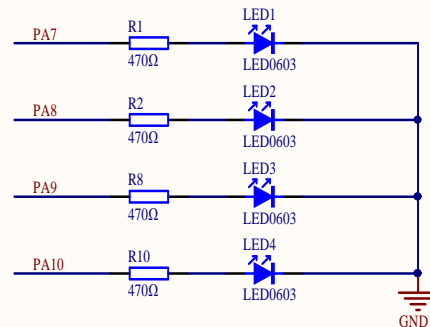 LED1
PA7
R1
470Ω
LED0603
LED2
PA8
R2
470Ω
LED0603
LED3
PA9
R8
470Ω
LED0603
LED4
PA10
R10
470Ω
LED0603
GND